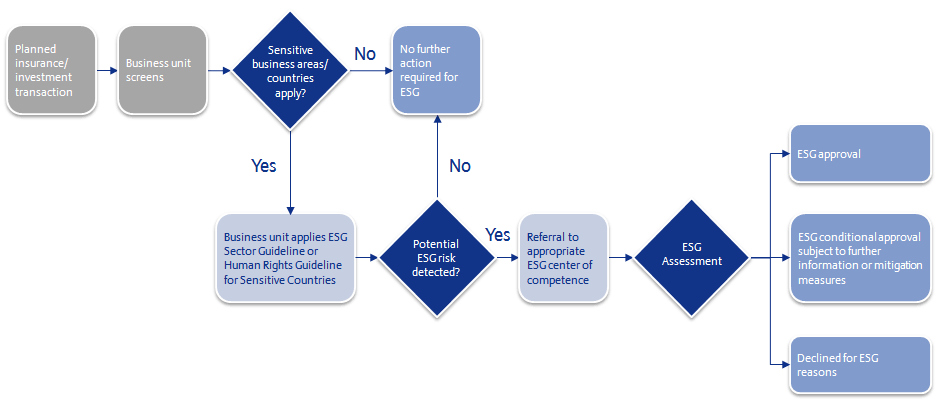 Planned
insurance/
investment
transaction
Business unit
screens
Sensitive
business areas/
countries
apply?
No
No further
action
required for
ESG
Yes
No
Business unit applies ESG
Sector Guideline or
Human Rights Guideline
for Sensitive Countries
Potential
ESG risk
detected?
Yes
Referral to
appropriate
ESG center of
competence
ESG
Assessment
ESG approval
ESG conditional approval
subject to further
information or mitigation
measures
Declined for ESG
reasons